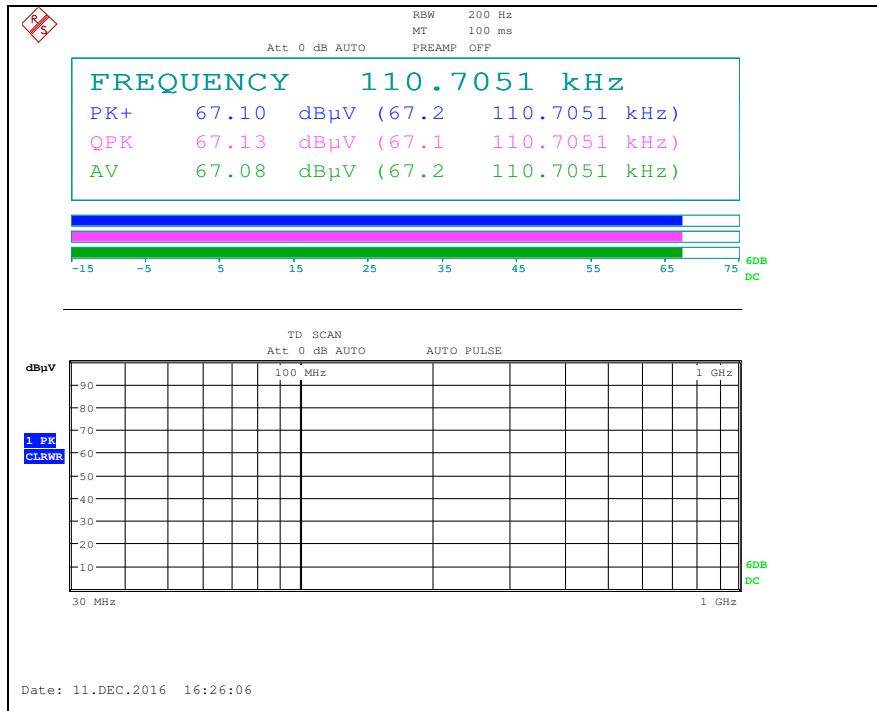 R S
RBW 200 Hz
MT 100 ms
Att 0 dB AUTO PREAMP OFF
FREQUENCY 110.7051 kHz
PK+ 67.10 dBµV (67.2 110.7051 kHz)
QPK 67.13 dBµV (67.1 110.7051 kHz)
AV 67.08 dBµV (67.2 110.7051 kHz)
-15 -5 5 15 25 35 45 55 65 75
6DB
DC
TD SCAN
Att 0 dB AUTO AUTO PULSE
dBµV
100 MHz 1 GHz
90
80
70
1 PK
CLRWR
60
50
40
30
20
10
6DB
DC
30 MHz 1 GHz
Date: 11.DEC.2016 16:26:06